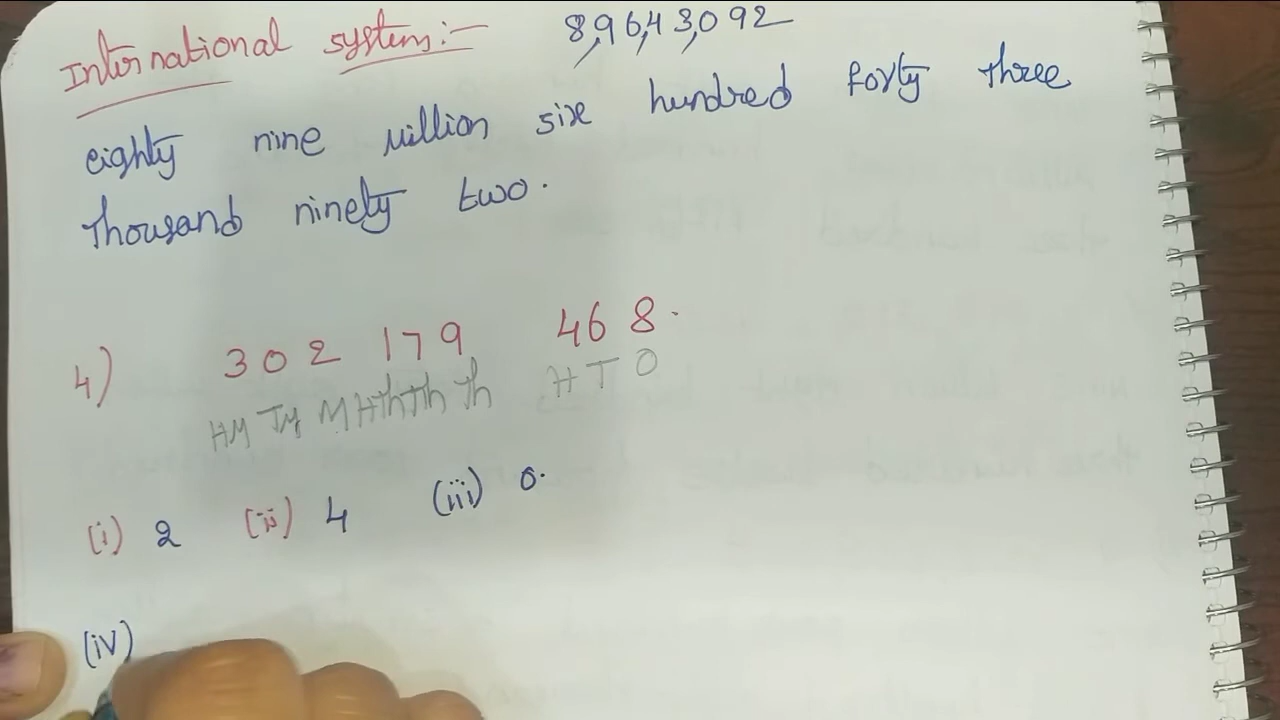 International system:-
8,96,43,092
eighty nine million six hundred forty three
thousand ninety two.
4) 302 179 468.
HM TM M HTh TTh Th H T O
(i) 2 (ii) 4 (iii) 0.
(iv)